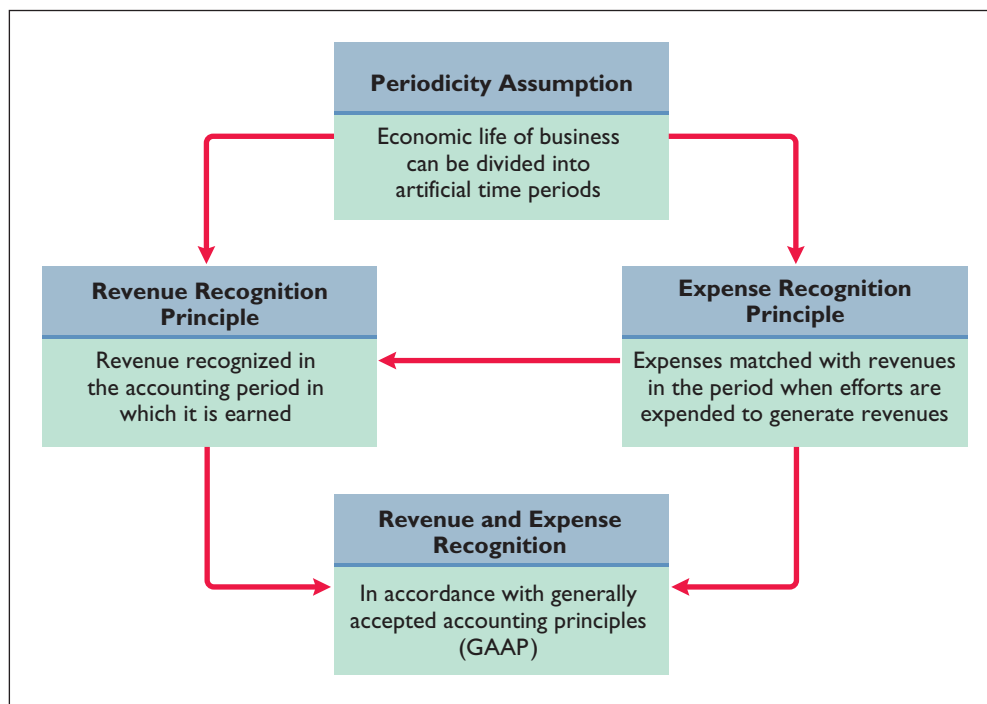 Periodicity Assumption
Economic life of business
can be divided into
artificial time periods
Revenue Recognition
Principle
Revenue recognized in
the accounting period in
which it is earned
Expense Recognition
Principle
Expenses matched with revenues
in the period when efforts are
expended to generate revenues
Revenue and Expense
Recognition
In accordance with generally
accepted accounting principles
(GAAP)